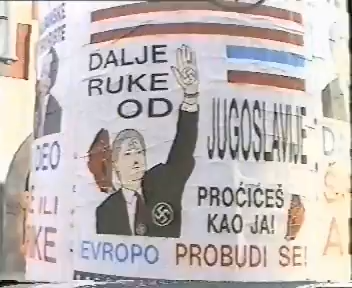 DALJE
RUKE
OD
JUGOSLAVIJE
PROĆIĆEŠ
KAO JA!
EVROPO PROBUDI SE!